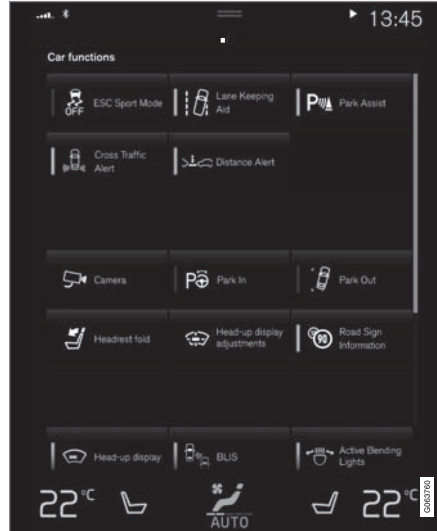 13:45
Car functions
OFF
ESC Sport Mode
Lane Keeping
Aid
P
Park Assist
Cross Traffic
Alert
Distance Alert
Camera
P
Park In
Park Out
Headrest fold
Head-up display
adjustments
90
Road Sign
Information
Head-up display
BLIS
Active Bending
Lights
22°C
AUTO
22°C
G063760